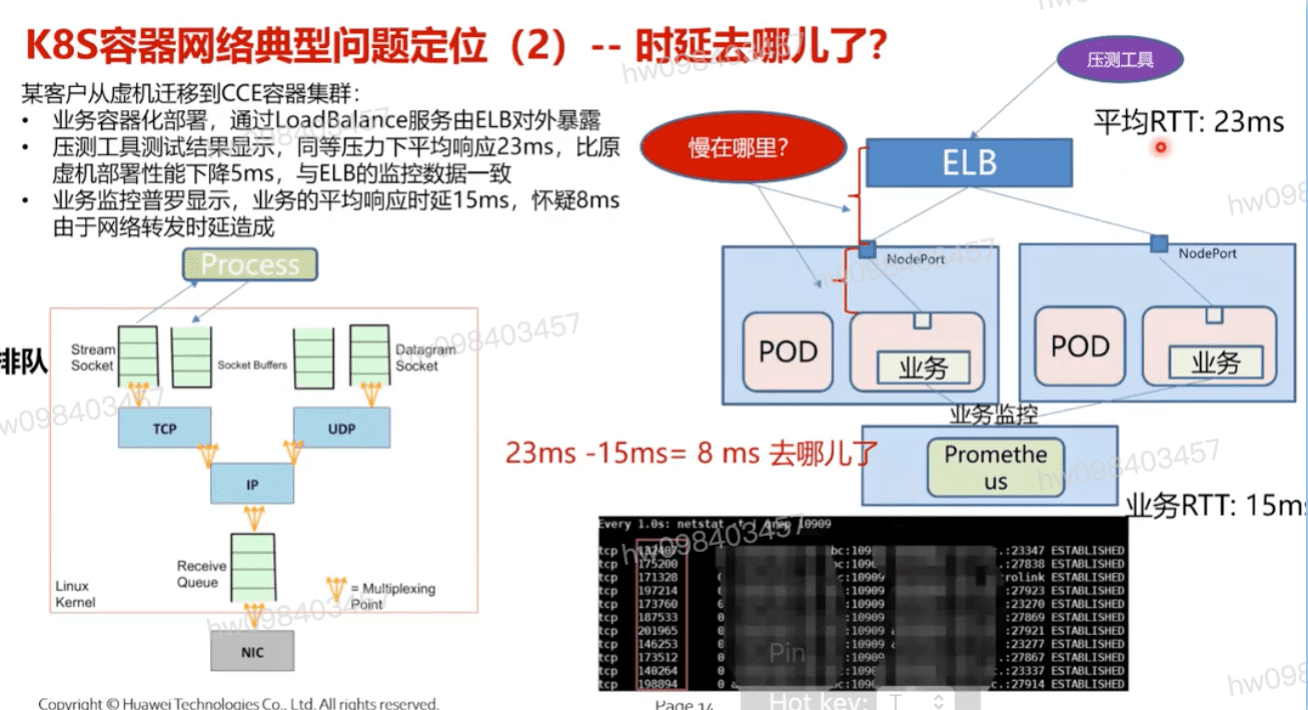 K8S容器网络典型问题定位（2）-- 时延去哪儿了？
某客户从虚机迁移到CCE容器集群：
• 业务容器化部署，通过LoadBalance服务由ELB对外暴露
• 压测工具测试结果显示，同等压力下平均响应23ms，比原
虚机部署性能下降5ms，与ELB的监控数据一致
• 业务监控普罗显示，业务的平均响应时延15ms，怀疑8ms
由于网络转发时延造成
压测工具
平均RTT: 23ms
慢在哪里？
ELB
NodePort
NodePort
POD
业务
POD
业务
业务监控
Promethe
us
业务RTT: 15ms
23ms -15ms= 8 ms 去哪儿了
Process
排队
Stream
Socket
Socket Buffers
Datagram
Socket
TCP
UDP
IP
Receive
Queue
Linux
Kernel
= Multiplexing
Point
NIC
Every 1.0s: netstat
grep 10909
tcp
:23347 ESTABLISHED
tcp 175200 :27838 ESTABLISHED
tcp 171328 0 :10909 rolink ESTABLISHED
tcp 197214 0 :10909 .:27923 ESTABLISHED
tcp 173760 0 :10909 :23270 ESTABLISHED
tcp 187533 0 :10909 :27869 ESTABLISHED
tcp 201965 0 :10909 :27921 ESTABLISHED
tcp 146253 0 :10909 :23277 ESTABLISHED
tcp 173512 0 :10909 .:27867 ESTABLISHED
tcp 140264 0 :10909 .:23337 ESTABLISHED
tcp 198894 0 :10909 .:27914 ESTABLISHED
Pin
Hot key: T
Copyright © Huawei Technologies Co., Ltd. All rights reserved.
Page 14
hw098403457